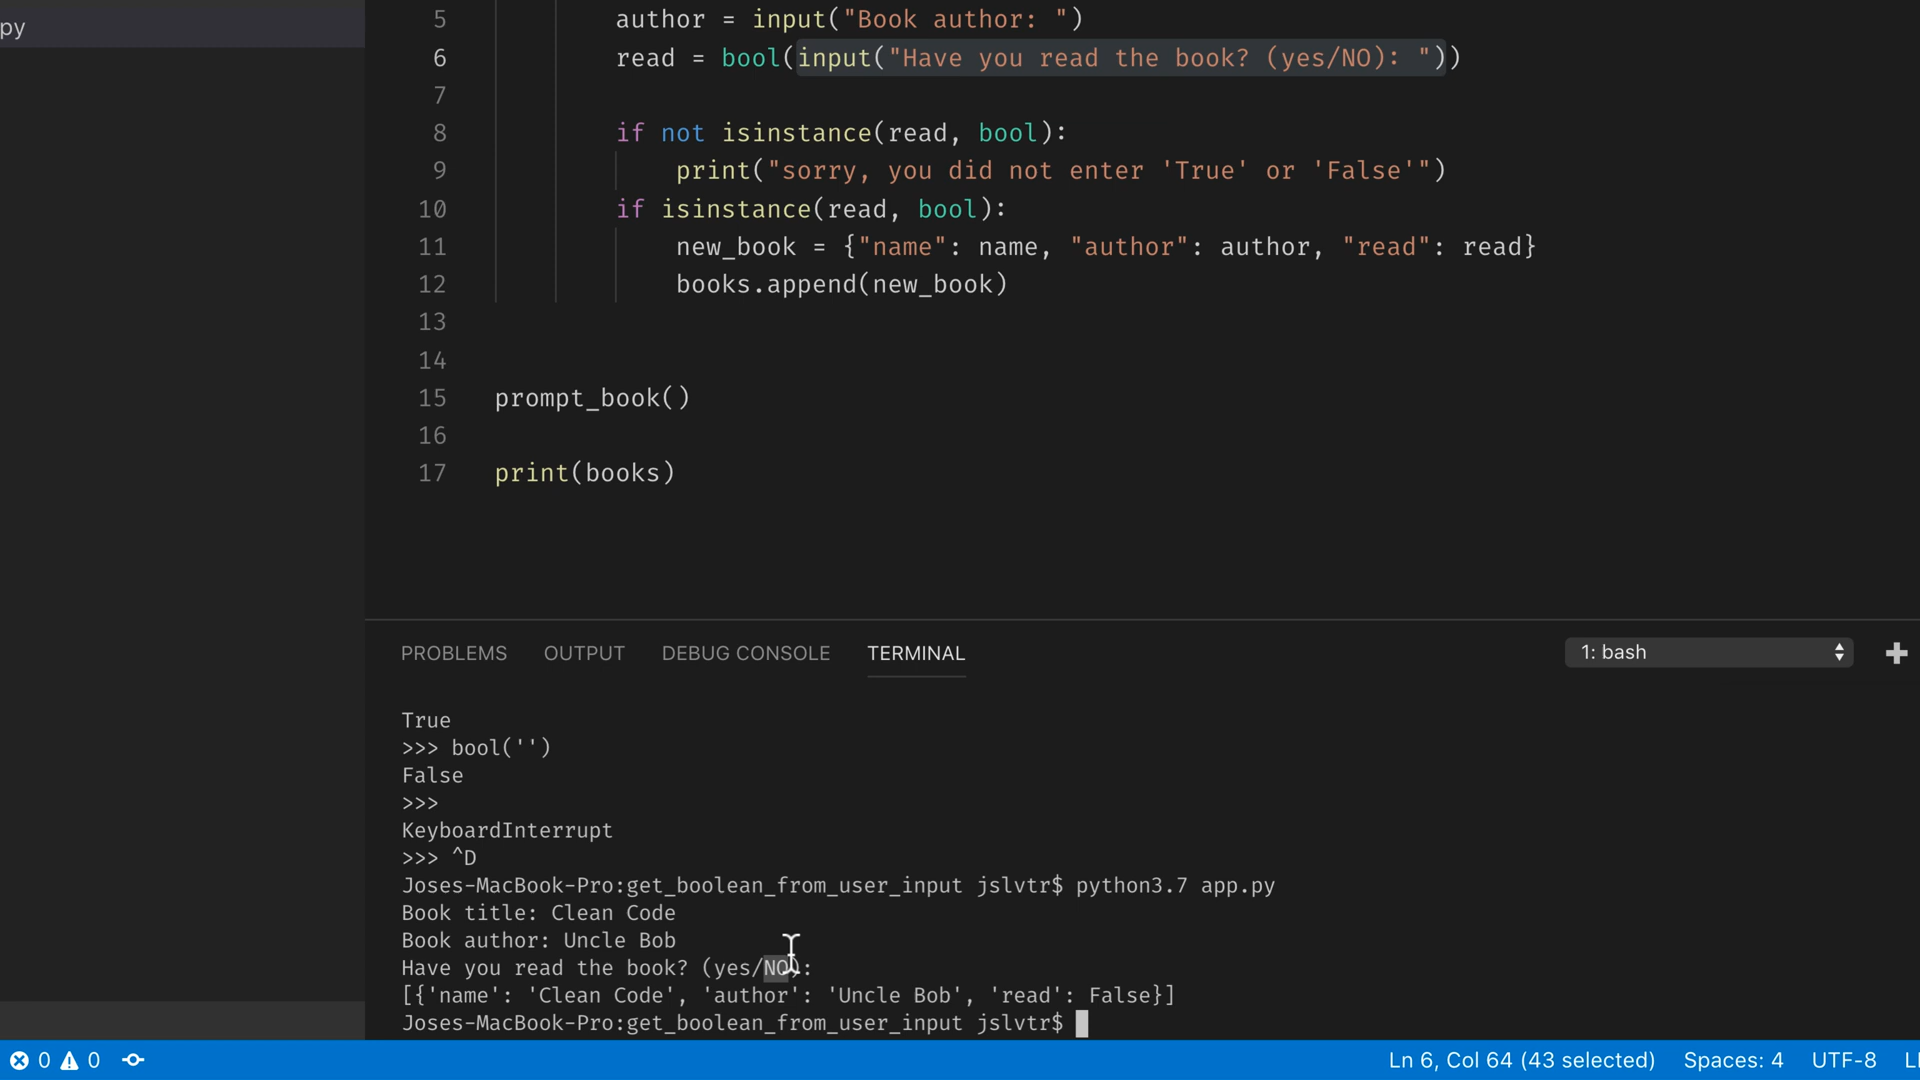 py
5 author = input("Book author: ")
6 read = bool(input("Have you read the book? (yes/NO): "))
7
8 if not isinstance(read, bool):
9 print("sorry, you did not enter 'True' or 'False'")
10 if isinstance(read, bool):
11 new_book = {"name": name, "author": author, "read": read}
12 books.append(new_book)
13
14
15 prompt_book()
16
17 print(books)
PROBLEMS OUTPUT DEBUG CONSOLE TERMINAL 1: bash
True
>>> bool('')
False
>>>
KeyboardInterrupt
>>> ^D
Joses-MacBook-Pro:get_boolean_from_user_input jslvtr$ python3.7 app.py
Book title: Clean Code
Book author: Uncle Bob
Have you read the book? (yes/NO):
[{'name': 'Clean Code', 'author': 'Uncle Bob', 'read': False}]
Joses-MacBook-Pro:get_boolean_from_user_input jslvtr$
0 0 Ln 6, Col 64 (43 selected) Spaces: 4 UTF-8